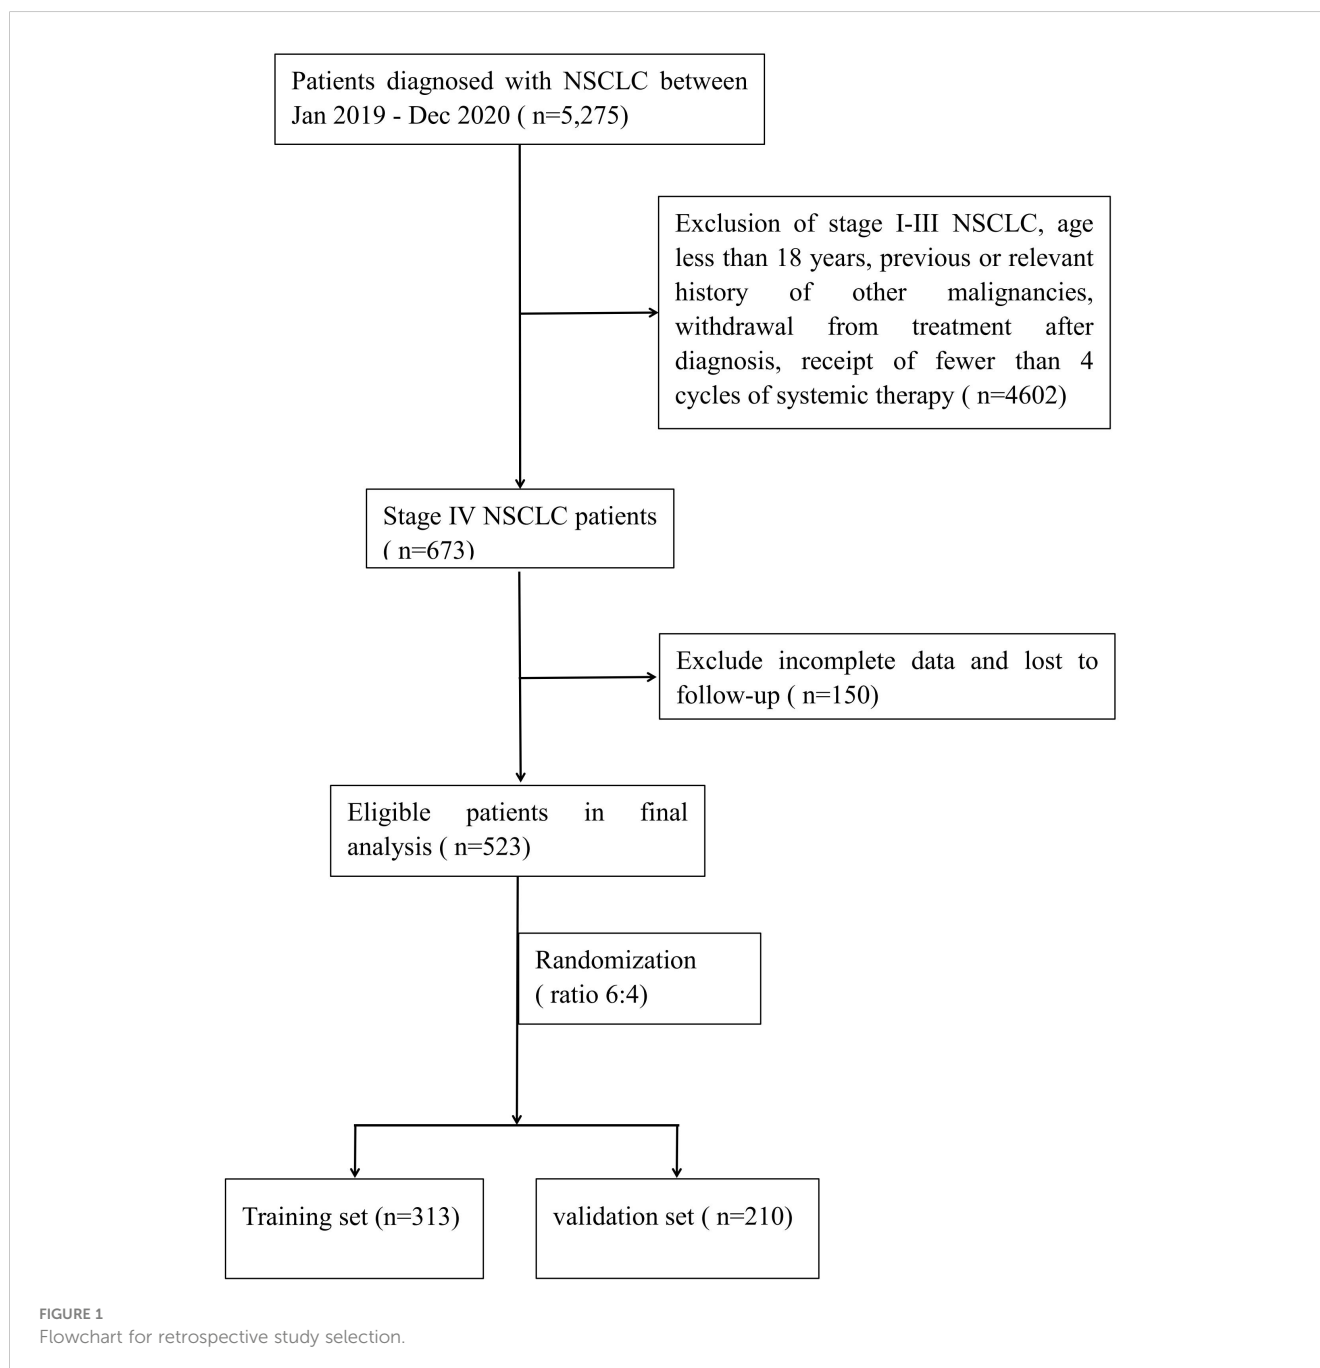 Patients diagnosed with NSCLC between
Jan 2019 - Dec 2020 ( n=5,275)
Exclusion of stage I-III NSCLC, age
less than 18 years, previous or relevant
history of other malignancies,
withdrawal from treatment after
diagnosis, receipt of fewer than 4
cycles of systemic therapy ( n=4602)
Stage IV NSCLC patients
( n=673)
Exclude incomplete data and lost to
follow-up ( n=150)
Eligible patients in final
analysis ( n=523)
Randomization
( ratio 6:4)
Training set (n=313)
validation set ( n=210)
FIGURE 1
Flowchart for retrospective study selection.